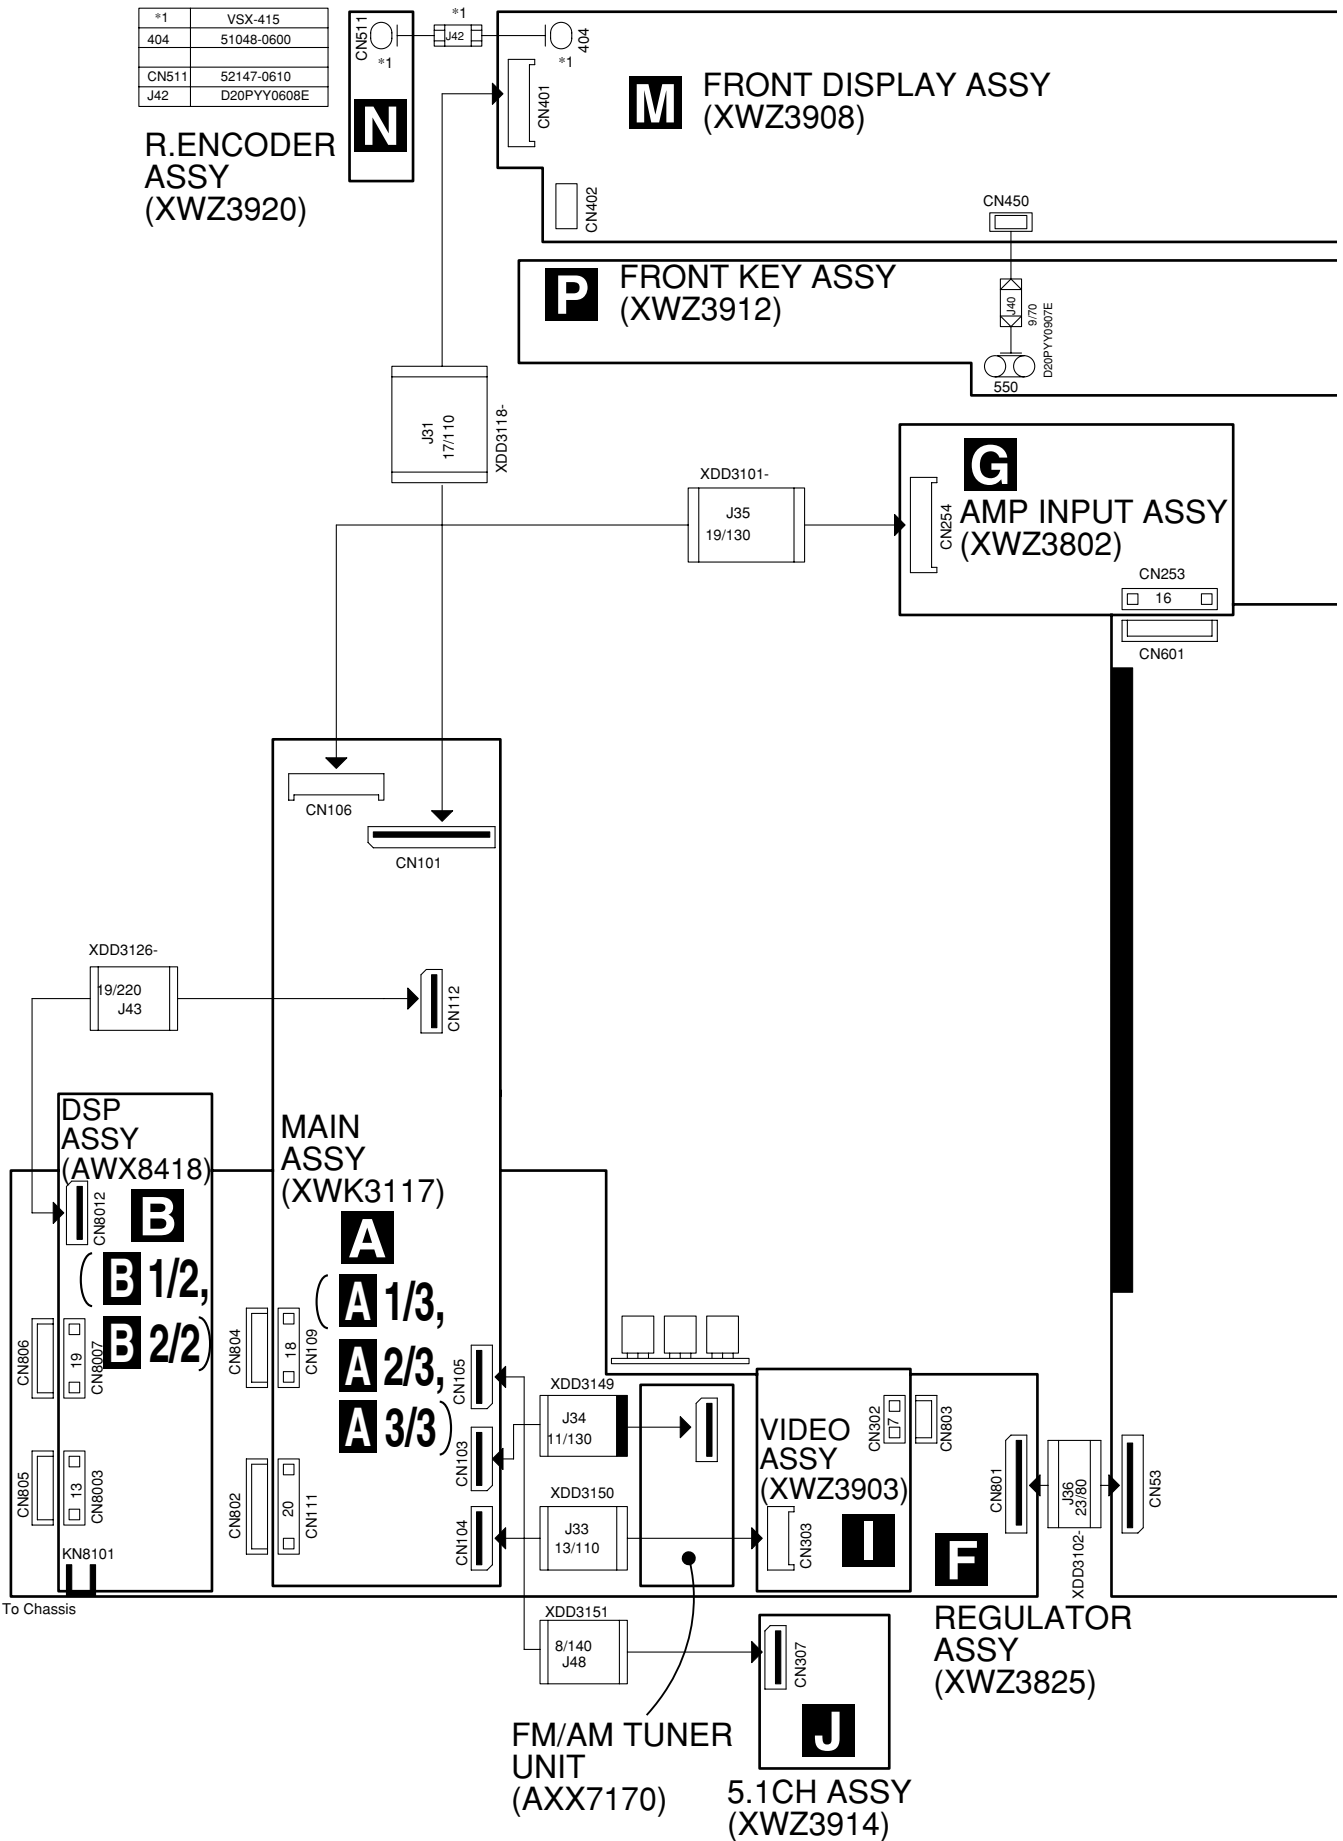 *1 VSX-415
404 51048-0600
CN511 52147-0610
J42 D20PYY0608E
R.ENCODER
ASSY
(XWZ3920)
CN511
*1
N
*1
J42
404
*1
CN401
M
FRONT DISPLAY ASSY
(XWZ3908)
CN402
CN450
P
FRONT KEY ASSY
(XWZ3912)
J40
9/70
D20PYY0907E
550
J31
17/110
XDD3118-
XDD3101-
J35
19/130
G
AMP INPUT ASSY
(XWZ3802)
CN254
CN253
16
CN601
CN106
CN101
XDD3126-
19/220
J43
CN112
DSP
ASSY
(AWX8418)
CN8012
B
( B 1/2,
B 2/2 )
CN806
19
CN8007
CN805
13
CN8003
KN8101
To Chassis
MAIN
ASSY
(XWK3117)
A
( A 1/3,
A 2/3,
A 3/3 )
CN804
18
CN109
CN802
20
CN111
CN105
CN103
CN104
XDD3149
J34
11/130
XDD3150
J33
13/110
XDD3151
8/140
J48
VIDEO
ASSY
(XWZ3903)
CN302
7
CN803
CN303
I
F
CN801
J36
23/80
XDD3102-
CN53
REGULATOR
ASSY
(XWZ3825)
CN307
J
FM/AM TUNER
UNIT
(AXX7170)
5.1CH ASSY
(XWZ3914)